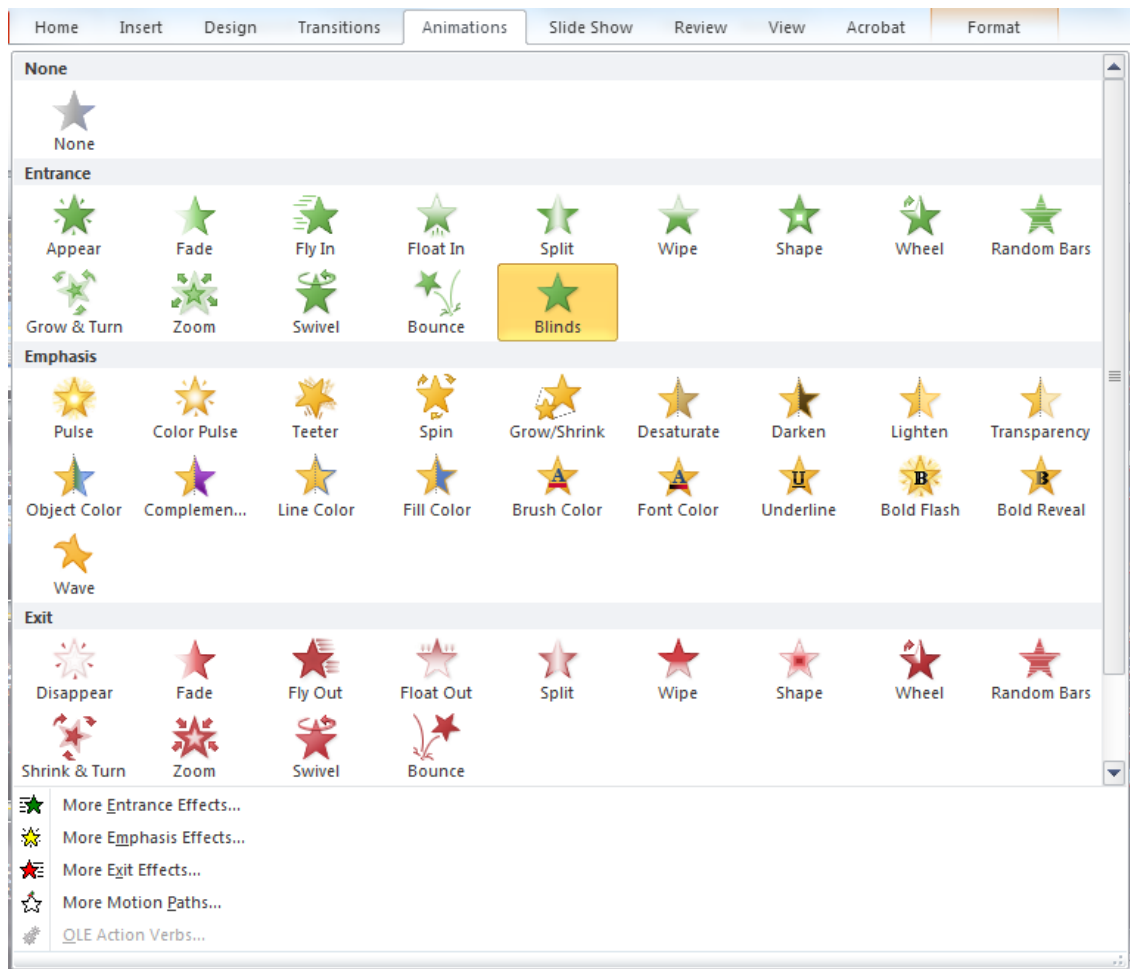 Home Insert Design Transitions Animations Slide Show Review View Acrobat Format
None
None
Entrance
Appear Fade Fly In Float In Split Wipe Shape Wheel Random Bars
Grow & Turn Zoom Swivel Bounce Blinds
Emphasis
Pulse Color Pulse Teeter Spin Grow/Shrink Desaturate Darken Lighten Transparency
Object Color Complemen... Line Color Fill Color Brush Color Font Color Underline Bold Flash Bold Reveal
Wave
Exit
Disappear Fade Fly Out Float Out Split Wipe Shape Wheel Random Bars
Shrink & Turn Zoom Swivel Bounce
More Entrance Effects...
More Emphasis Effects...
More Exit Effects...
More Motion Paths...
OLE Action Verbs...